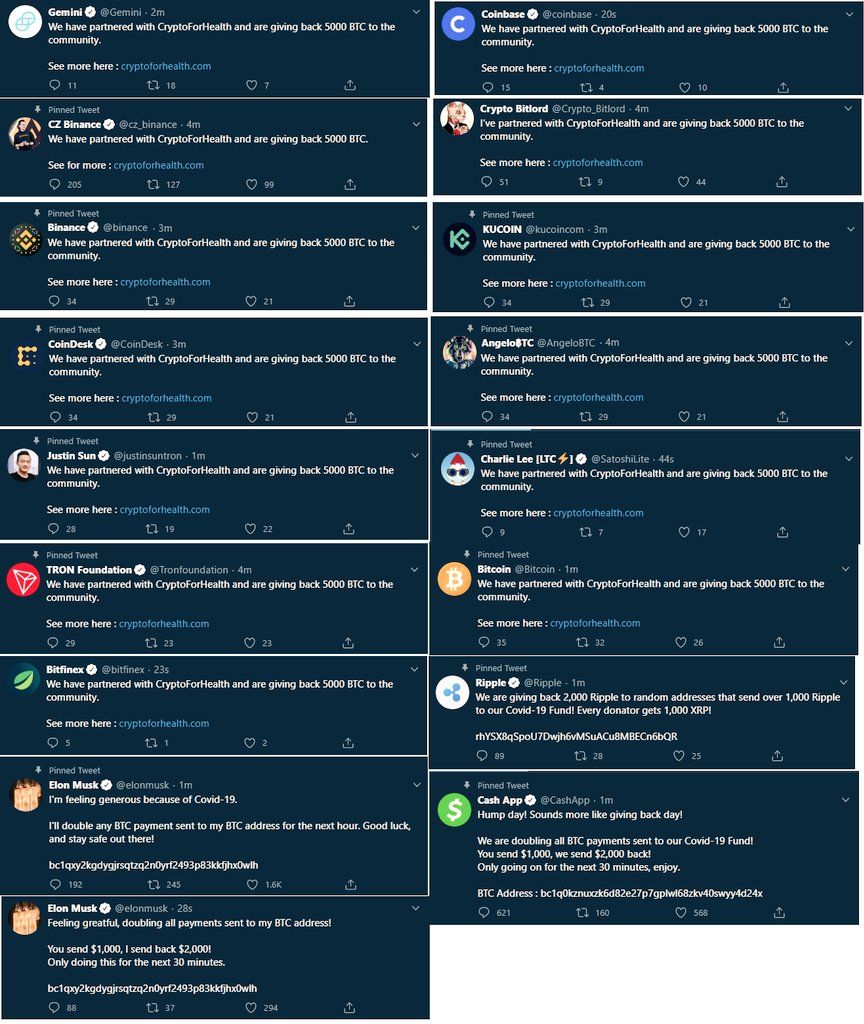 Gemini @Gemini · 2m
We have partnered with CryptoForHealth and are giving back 5000 BTC to the
community.
See more here : cryptoforhealth.com
11 18 7
Coinbase @coinbase · 20s
We have partnered with CryptoForHealth and are giving back 5000 BTC to the
community.
See more here : cryptoforhealth.com
15 4 10
Pinned Tweet
CZ Binance @cz_binance · 4m
We have partnered with CryptoForHealth and are giving back 5000 BTC.
See for more : cryptoforhealth.com
205 127 99
Crypto Bitlord @Crypto_Bitlord · 4m
I've partnered with CryptoForHealth and are giving back 5000 BTC to the
community.
See more here : cryptoforhealth.com
51 9 44
Pinned Tweet
Binance @binance · 3m
We have partnered with CryptoForHealth and are giving back 5000 BTC to the
community.
See more here : cryptoforhealth.com
34 29 21
Pinned Tweet
KUCOIN @kucoincom · 3m
We have partnered with CryptoForHealth and are giving back 5000 BTC to the
community.
See more here : cryptoforhealth.com
34 29 21
Pinned Tweet
CoinDesk @CoinDesk · 3m
We have partnered with CryptoForHealth and are giving back 5000 BTC to the
community.
See more here : cryptoforhealth.com
34 29 21
Pinned Tweet
Angelo฿TC @AngeloBTC · 4m
We have partnered with CryptoForHealth and are giving back 5000 BTC to the
community.
See more here : cryptoforhealth.com
34 29 21
Pinned Tweet
Justin Sun @justinsuntron · 1m
We have partnered with CryptoForHealth and are giving back 5000 BTC to the
community.
See more here : cryptoforhealth.com
28 19 22
Pinned Tweet
Charlie Lee [LTC⚡] @SatoshiLite · 44s
We have partnered with CryptoForHealth and are giving back 5000 BTC to the
community.
See more here : cryptoforhealth.com
9 7 17
Pinned Tweet
TRON Foundation @Tronfoundation · 4m
We have partnered with CryptoForHealth and are giving back 5000 BTC to the
community.
See more here : cryptoforhealth.com
29 23 23
Pinned Tweet
Bitcoin @Bitcoin · 1m
We have partnered with CryptoForHealth and are giving back 5000 BTC to the
community.
See more here : cryptoforhealth.com
35 32 26
Bitfinex @bitfinex · 23s
We have partnered with CryptoForHealth and are giving back 5000 BTC to the
community.
See more here : cryptoforhealth.com
5 1 2
Pinned Tweet
Ripple @Ripple · 1m
We are giving back 2,000 Ripple to random addresses that send over 1,000 Ripple
to our Covid-19 Fund! Every donator gets 1,000 XRP!
rhYSX8qSpoU7Dwjh6vMSuACu8MBECn6bQR
89 28 25
Pinned Tweet
Elon Musk @elonmusk · 1m
I'm feeling generous because of Covid-19.
I'll double any BTC payment sent to my BTC address for the next hour. Good luck,
and stay safe out there!
bc1qxy2kgdygjrsqtzq2n0yrf2493p83kkfjhx0wlh
192 245 1.6K
Pinned Tweet
Cash App @CashApp · 1m
Hump day! Sounds more like giving back day!
We are doubling all BTC payments sent to our Covid-19 Fund!
You send $1,000, we send $2,000 back!
Only going on for the next 30 minutes, enjoy.
BTC Address : bc1q0kznuxzk6d82e27p7gplwl68zkv40swyy4d24x
621 160 568
Elon Musk @elonmusk · 28s
Feeling greatful, doubling all payments sent to my BTC address!
You send $1,000, I send back $2,000!
Only doing this for the next 30 minutes.
bc1qxy2kgdygjrsqtzq2n0yrf2493p83kkfjhx0wlh
88 37 294